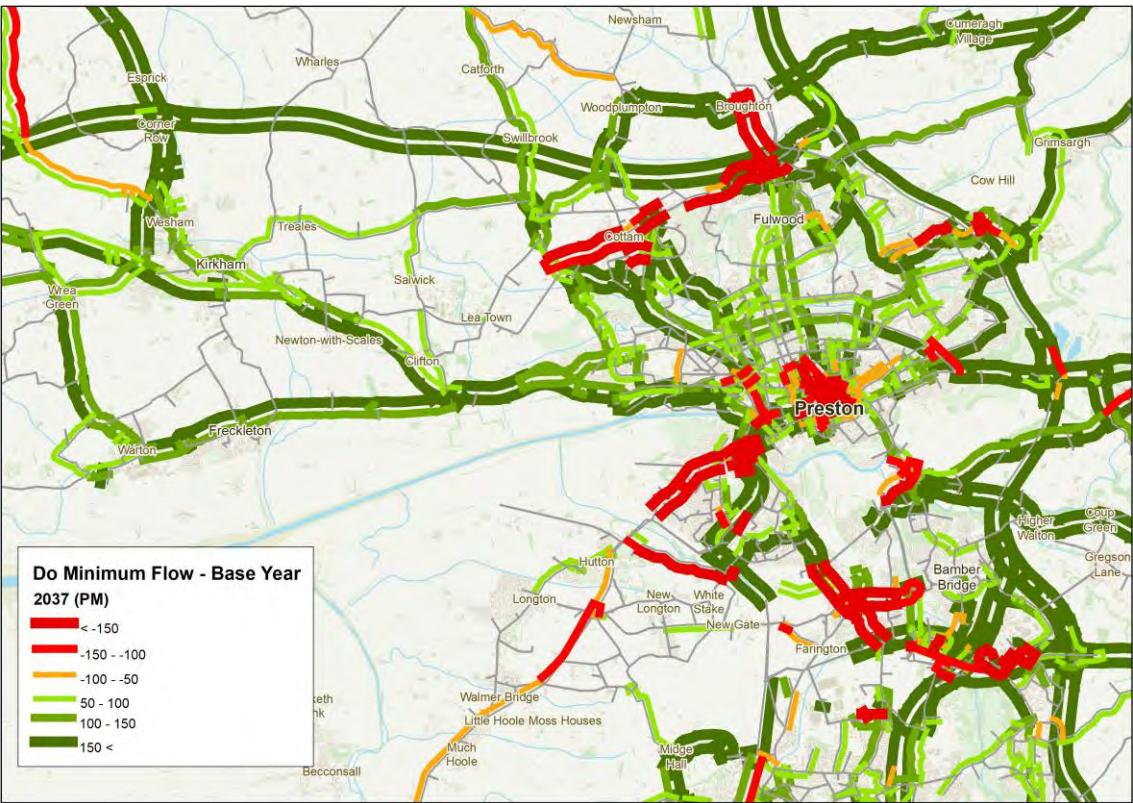 Newsham
Cumeragh
Village
Wharles
Catforth
Esprick
Woodplumpton
Broughton
Corner
Row
Swillbrook
Grimsargh
Cow Hill
Wesham
Treales
Fulwood
Cottam
Kirkham
Salwick
Wrea
Green
Lea Town
Newton-with-Scales
Clifton
Preston
Freckleton
Warton
Higher
Walton
Coup
Green
Gregson
Lane
Hutton
Bamber
Bridge
Longton
New
Longton
White
Stake
New Gate
Farington
Walmer Bridge
Little Hoole Moss Houses
Much
Hoole
Midge
Hall
Becconsall
keth
nk
Do Minimum Flow - Base Year
2037 (PM)
< -150
-150 - -100
-100 - -50
50 - 100
100 - 150
150 <